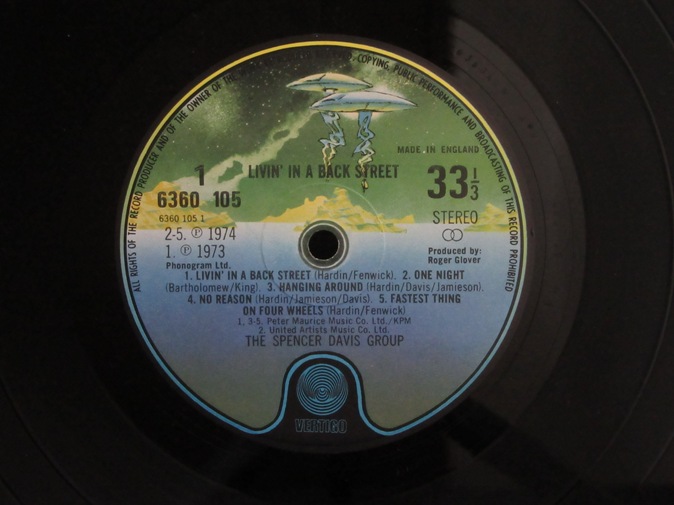 ALL RIGHTS OF THE RECORD PRODUCER AND OF THE OWNER OF THE
COPYING, PUBLIC PERFORMANCE AND BROADCASTING OF THIS RECORD PROHIBITED
MADE IN ENGLAND
1
LIVIN' IN A BACK STREET
33 1/3
6360 105
6360 105 1
STEREO
2-5. ℗ 1974
1. ℗ 1973
Phonogram Ltd.
Produced by:
Roger Glover
1. LIVIN' IN A BACK STREET (Hardin/Fenwick). 2. ONE NIGHT
(Bartholomew/King). 3. HANGING AROUND (Hardin/Davis/Jamieson).
4. NO REASON (Hardin/Jamieson/Davis). 5. FASTEST THING
ON FOUR WHEELS (Hardin/Fenwick)
1, 3-5. Peter Maurice Music Co. Ltd./KPM
2. United Artists Music Co. Ltd.
THE SPENCER DAVIS GROUP
VERTIGO